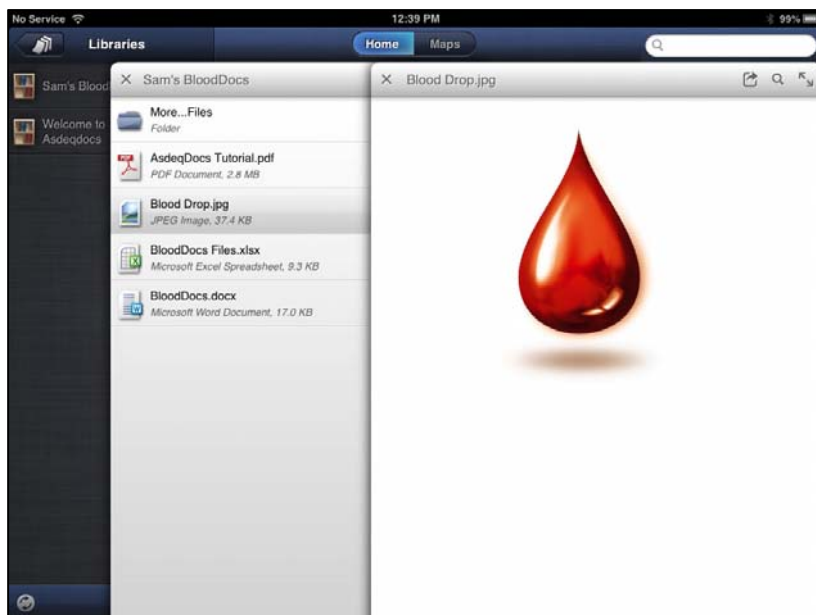 No Service
12:39 PM
99%
Libraries
Home
Maps
Sam's Blood
Welcome to
Asdeqdocs
Sam's BloodDocs
More...Files
Folder
AsdeqDocs Tutorial.pdf
PDF Document, 2.8 MB
Blood Drop.jpg
JPEG Image, 37.4 KB
BloodDocs Files.xlsx
Microsoft Excel Spreadsheet, 9.3 KB
BloodDocs.docx
Microsoft Word Document, 17.0 KB
Blood Drop.jpg